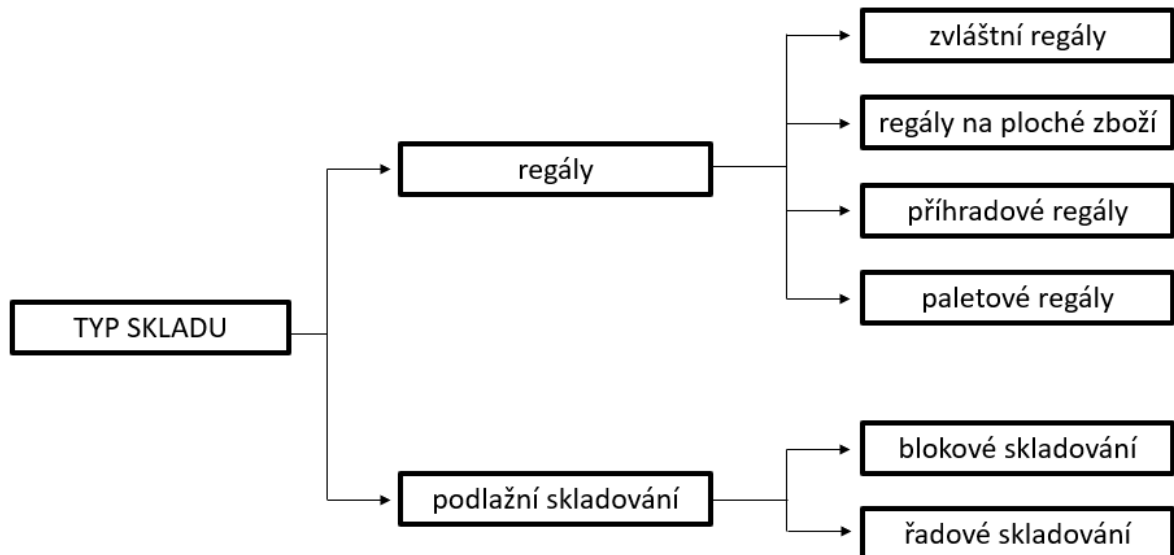 zvláštní regály
regály na ploché zboží
regály
příhradové regály
paletové regály
TYP SKLADU
blokové skladování
podlažní skladování
řadové skladování